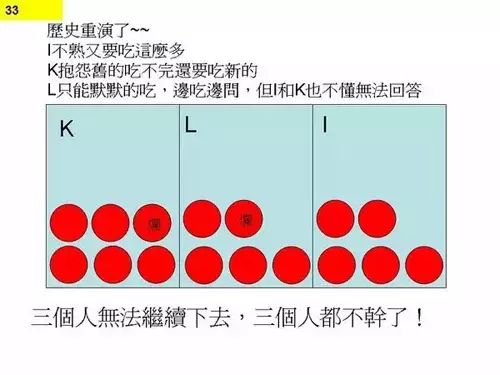 33
歷史重演了~~
I不熟又要吃這麼多
K抱怨舊的吃不完還要吃新的
L只能默默的吃，邊吃邊問，但I和K也不懂無法回答
K
L
I
三個人無法繼續下去，三個人都不幹了！